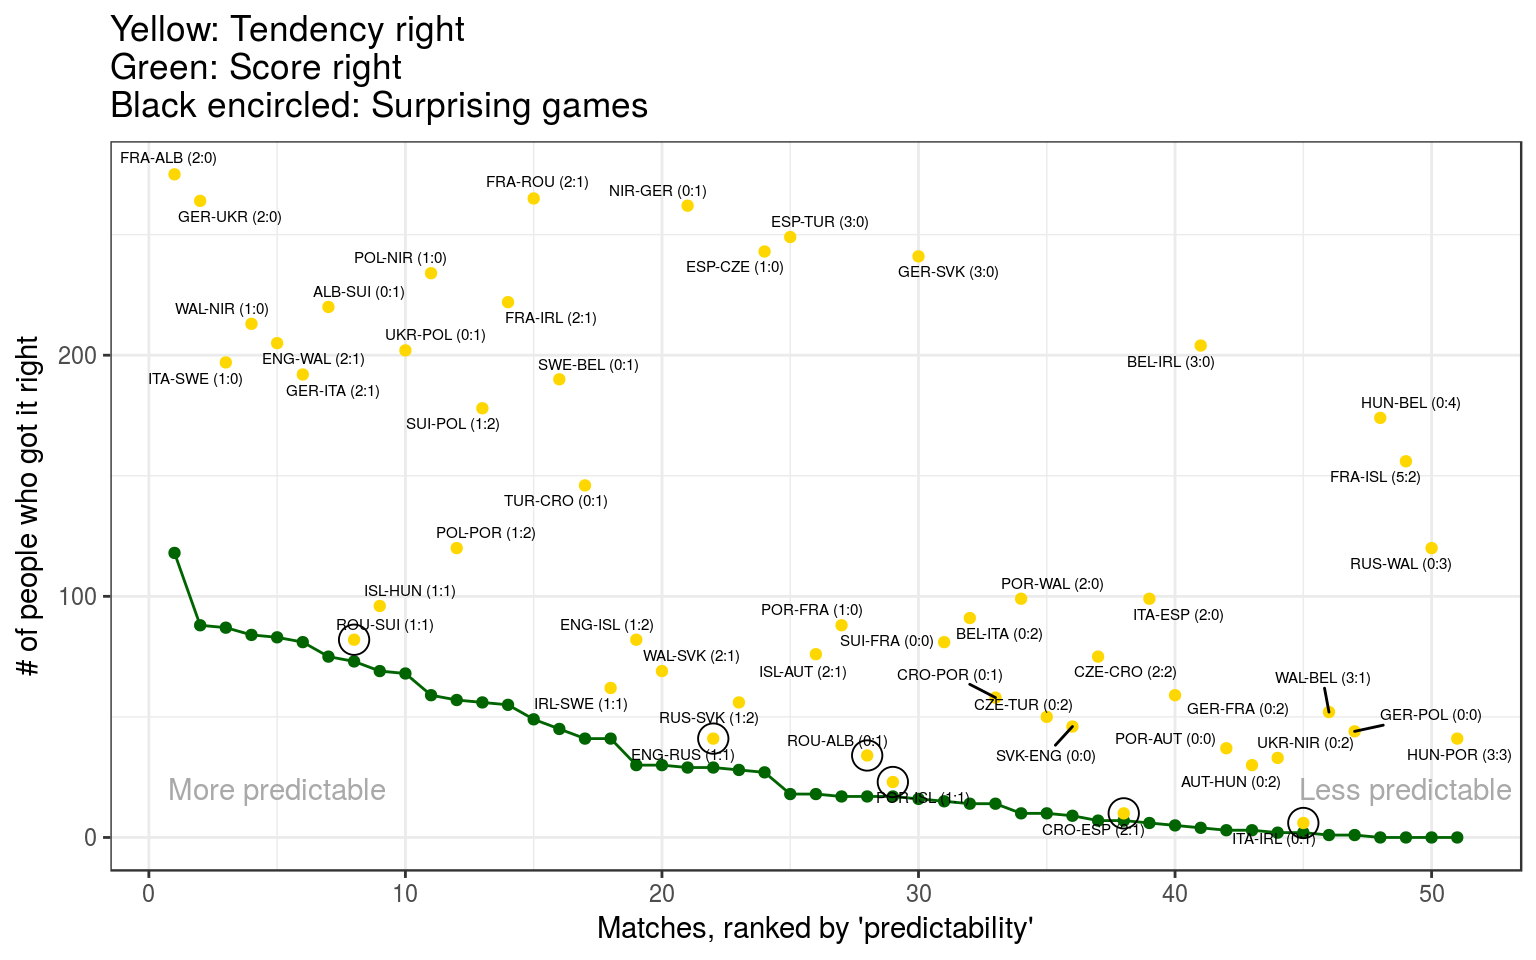 Yellow: Tendency right
Green: Score right
Black encircled: Surprising games
FRA-ALB (2:0)
GER-UKR (2:0)
FRA-ROU (2:1)
NIR-GER (0:1)
ESP-TUR (3:0)
ESP-CZE (1:0)
GER-SVK (3:0)
POL-NIR (1:0)
ALB-SUI (0:1)
WAL-NIR (1:0)
FRA-IRL (2:1)
UKR-POL (0:1)
ENG-WAL (2:1)
SWE-BEL (0:1)
BEL-IRL (3:0)
ITA-SWE (1:0)
GER-ITA (2:1)
HUN-BEL (0:4)
SUI-POL (1:2)
FRA-ISL (5:2)
TUR-CRO (0:1)
POL-POR (1:2)
RUS-WAL (0:3)
ISL-HUN (1:1)
POR-WAL (2:0)
POR-FRA (1:0)
ITA-ESP (2:0)
ROU-SUI (1:1)
ENG-ISL (1:2)
SUI-FRA (0:0)
BEL-ITA (0:2)
WAL-SVK (2:1)
ISL-AUT (2:1)
CRO-POR (0:1)
CZE-CRO (2:2)
WAL-BEL (3:1)
IRL-SWE (1:1)
CZE-TUR (0:2)
GER-FRA (0:2)
RUS-SVK (1:2)
GER-POL (0:0)
ROU-ALB (0:1)
POR-AUT (0:0)
UKR-NIR (0:2)
ENG-RUS (1:1)
SVK-ENG (0:0)
HUN-POR (3:3)
AUT-HUN (0:2)
More predictable
Less predictable
POR-ISL (1:1)
CRO-ESP (2:1)
ITA-IRL (0:1)
200
100
0
# of people who got it right
0 10 20 30 40 50
Matches, ranked by 'predictability'